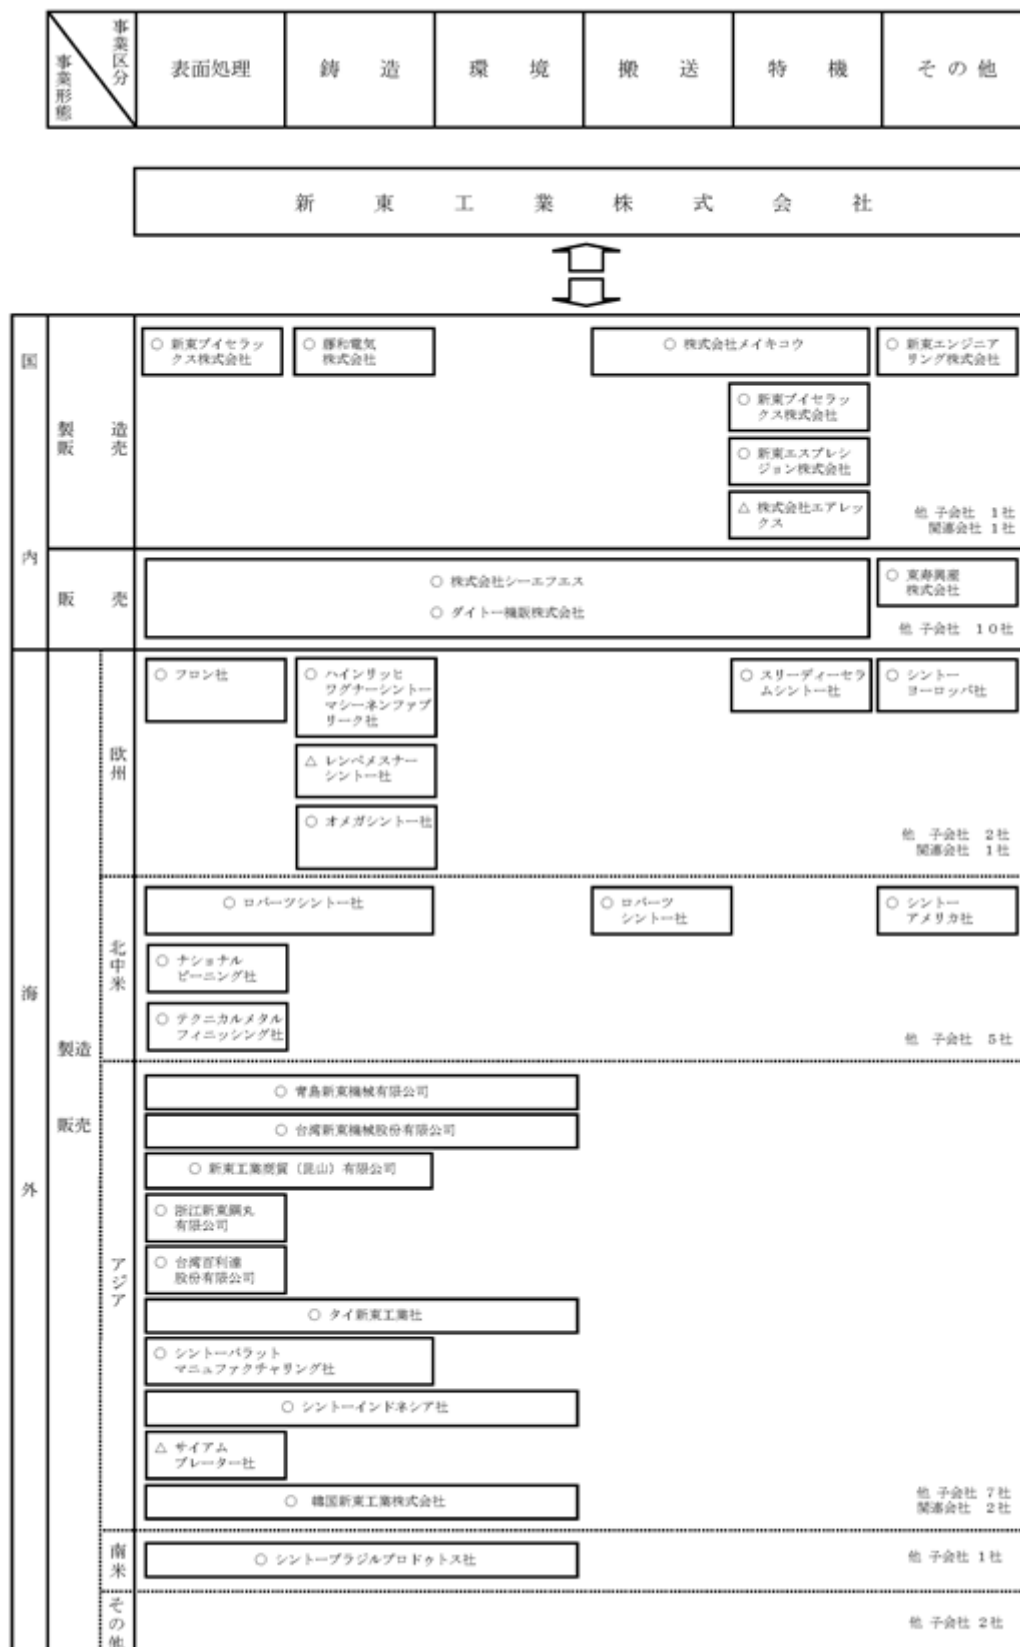 事業区分
事業形態
表面処理
鋳造
環境
搬送
特機
その他
新東工業株式会社
国内
製造
販売
○ 新東ブイセラッ
クス株式会社
○ 藤和電気
株式会社
○ 株式会社メイキコウ
○ 新東エンジニア
リング株式会社
○ 新東ブイセラッ
クス株式会社
○ 新東エスプレシ
ジョン株式会社
△ 株式会社エアレッ
クス
他 子会社 1社
関連会社 1社
販売
○ 株式会社シーエフエス
○ ダイトー機販株式会社
○ 東寿興産
株式会社
他 子会社 10社
海外
製造
販売
欧州
○ フロン社
○ ハインリッヒ
ワグナーシントー
マシーネンファブ
リーク社
○ スリーディーセラ
ムシントー社
○ シントー
ヨーロッパ社
△ レンペメスナー
シントー社
○ オメガシントー社
他 子会社 2社
関連会社 1社
北中米
○ ロバーツシントー社
○ ロバーツ
シントー社
○ シントー
アメリカ社
○ ナショナル
ピーニング社
○ テクニカルメタル
フィニッシング社
他 子会社 5社
アジア
○ 青島新東機械有限公司
○ 台湾新東機械股份有限公司
○ 新東工業商貿（昆山）有限公司
○ 浙江新東鋼丸
有限公司
○ 台湾百利達
股份有限公司
○ タイ新東工業社
○ シントーバラット
マニュファクチャリング社
○ シントーインドネシア社
△ サイアム
ブレーター社
○ 韓国新東工業株式会社
他 子会社 7社
関連会社 2社
南米
○ シントーブラジルプロドゥトス社
他 子会社 1社
その他
他 子会社 2社